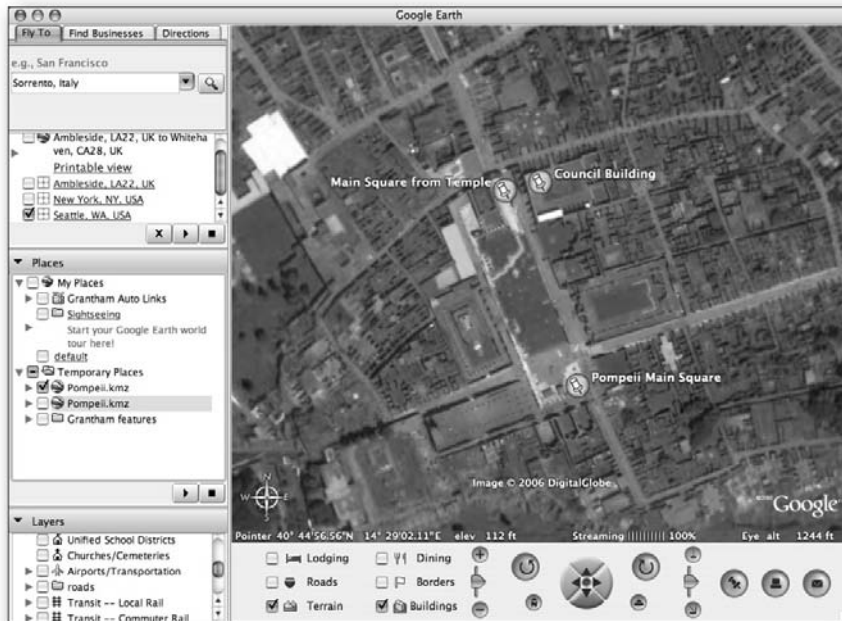 Google Earth
Fly To
Find Businesses
Directions
e.g., San Francisco
Sorrento, Italy
Ambleside, LA22, UK to Whiteha
ven, CA28, UK
Printable view
Ambleside, LA22, UK
New York, NY, USA
Seattle, WA, USA
Places
My Places
Grantham Auto Links
Sightseeing
Start your Google Earth world
tour here!
default
Temporary Places
Pompeii.kmz
Pompeii.kmz
Grantham features
Layers
Unified School Districts
Churches/Cemeteries
Airports/Transportation
roads
Transit -- Local Rail
Transit -- Commuter Rail
Main Square from Temple
Council Building
Pompeii Main Square
N
W
E
S
Image © 2006 DigitalGlobe
Google
Pointer 40° 44'56.56"N 14° 29'02.11"E elev 112 ft Streaming |||||||||| 100% Eye alt 1244 ft
Lodging
Dining
Roads
Borders
Terrain
Buildings